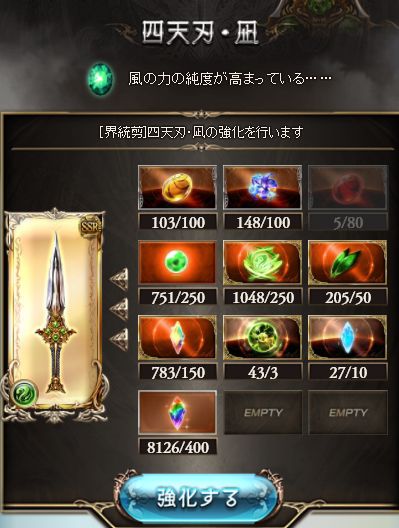 四天刃・凪
風の力の純度が高まっている……
[界統剪]四天刃・凪の強化を行います
SSR
103/100 148/100 5/80
751/250 1048/250 205/50
783/150 43/3 27/10
8126/400 EMPTY EMPTY
強化する